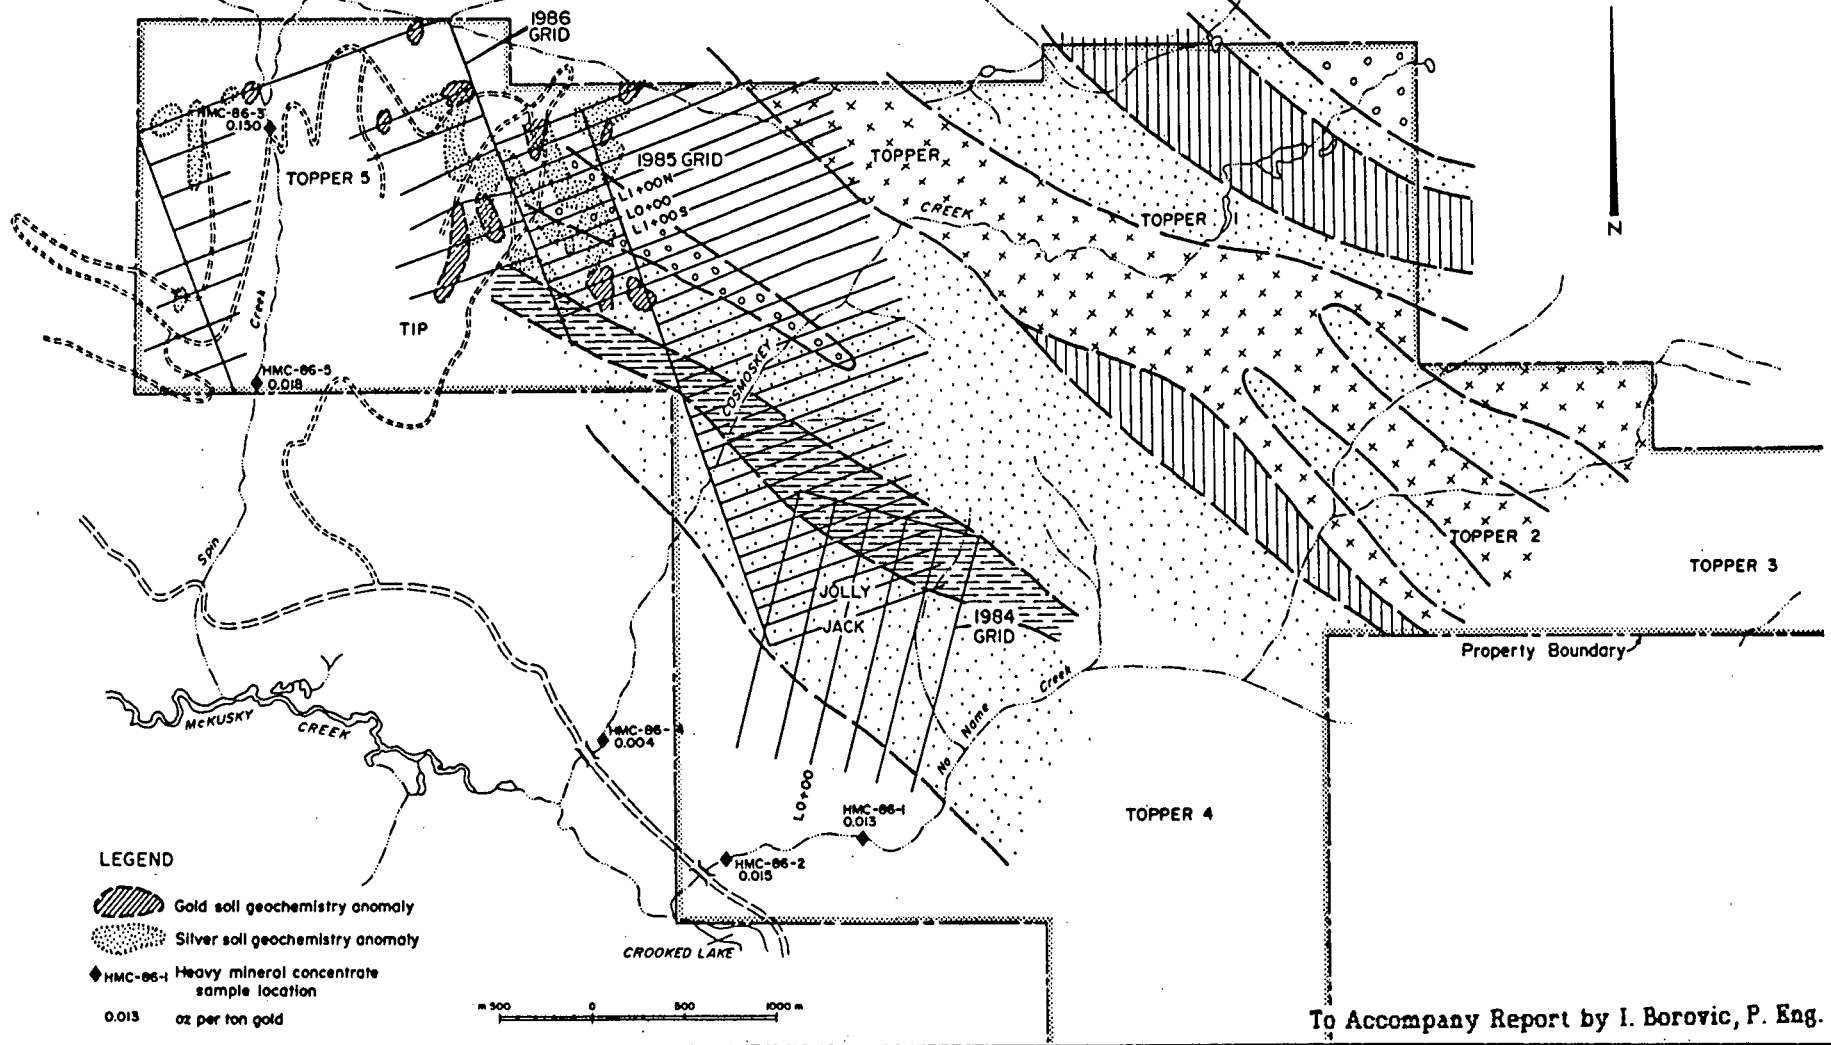 1986
GRID
HMC-86-3
0.150
TOPPER 5
1985 GRID
L1+00N
L0+00
L1+00S
TOPPER
CREEK
TOPPER 1
N
Creek
TIP
HMC-86-5
0.018
COSMOSKEY
Spin
JOLLY
JACK
1984
GRID
TOPPER 2
TOPPER 3
Property Boundary
McKUSKY
CREEK
HMC-86-4
0.004
No Name Creek
L0+00
HMC-86-1
0.013
TOPPER 4
HMC-86-2
0.015
CROOKED LAKE
LEGEND
Gold soil geochemistry anomaly
Silver soil geochemistry anomaly
HMC-86-1 Heavy mineral concentrate
sample location
0.013 oz per ton gold
m 500 0 500 1000 m
To Accompany Report by I. Borovic, P. Eng.